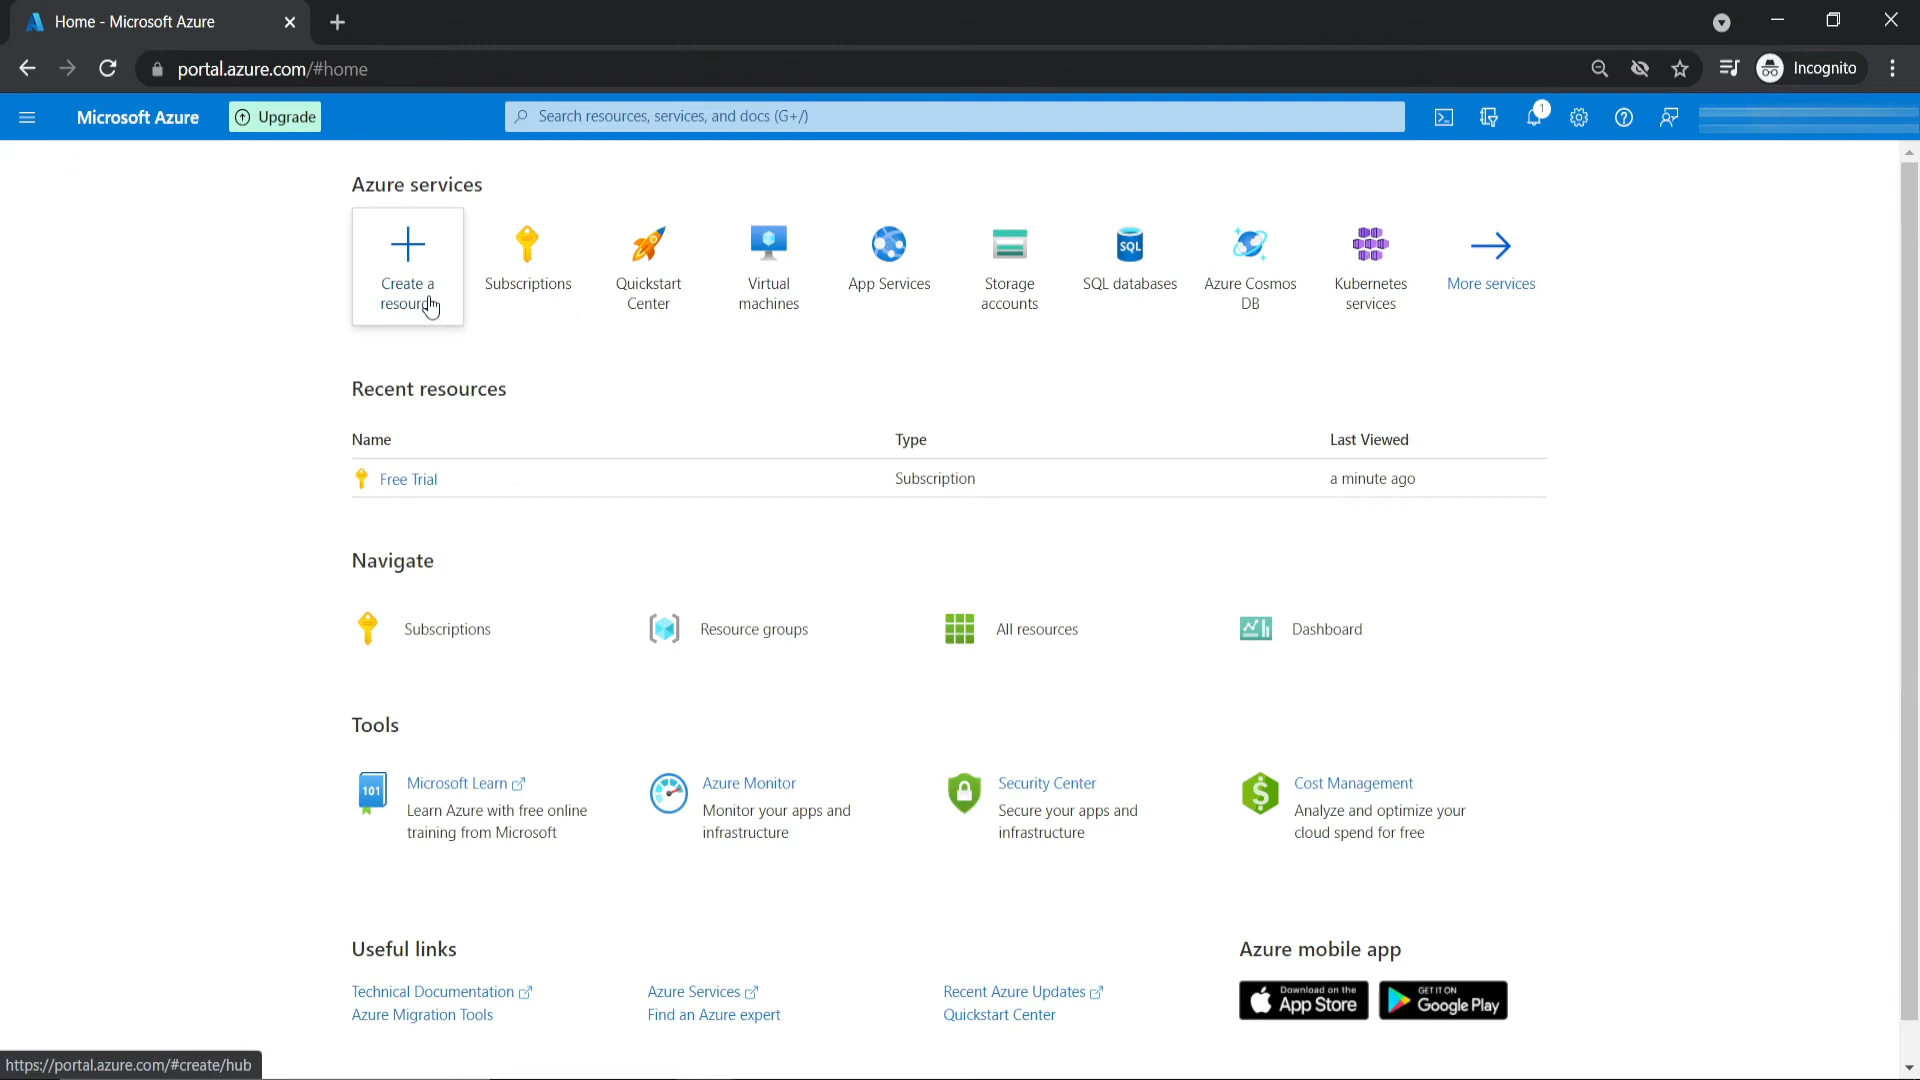 Home - Microsoft Azure
portal.azure.com/#home
Incognito
Microsoft Azure
Upgrade
Search resources, services, and docs (G+/)
1
Azure services
Create a
resource
Subscriptions
Quickstart
Center
Virtual
machines
App Services
Storage
accounts
SQL
SQL databases
Azure Cosmos
DB
Kubernetes
services
More services
Recent resources
Name
Type
Last Viewed
Free Trial
Subscription
a minute ago
Navigate
Subscriptions
Resource groups
All resources
Dashboard
Tools
101
Microsoft Learn
Learn Azure with free online
training from Microsoft
Azure Monitor
Monitor your apps and
infrastructure
Security Center
Secure your apps and
infrastructure
Cost Management
Analyze and optimize your
cloud spend for free
Useful links
Technical Documentation
Azure Migration Tools
Azure Services
Find an Azure expert
Recent Azure Updates
Quickstart Center
Azure mobile app
Download on the
App Store
GET IT ON
Google Play
https://portal.azure.com/#create/hub